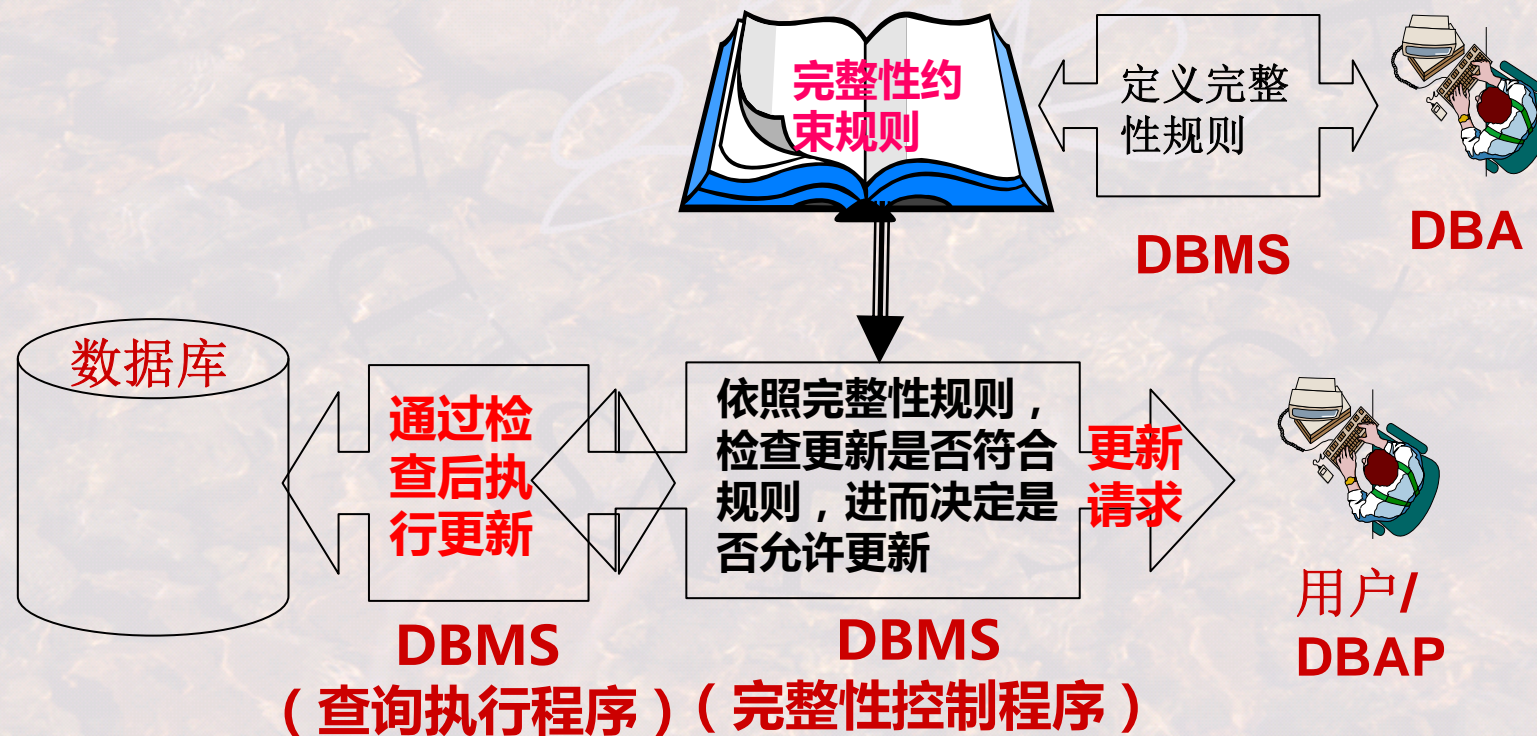 完整性约
束规则
定义完整
性规则
DBMS
DBA
数据库
通过检
查后执
行更新
依照完整性规则，
检查更新是否符合
规则，进而决定是
否允许更新
更新
请求
DBMS
（查询执行程序）
DBMS
（完整性控制程序）
用户/
DBAP